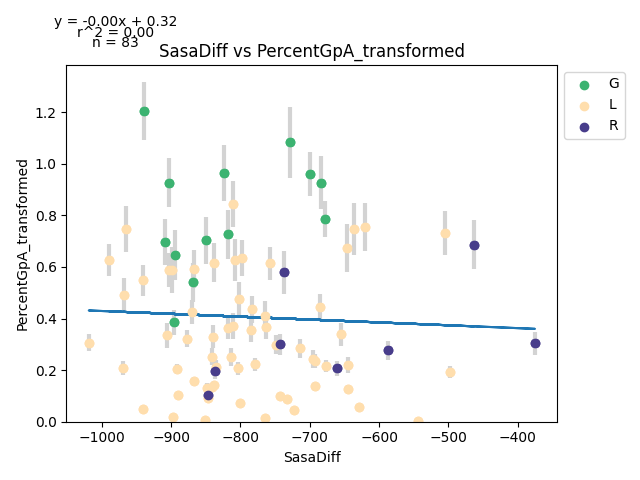 y = -0.00x + 0.32
r^2 = 0.00
n = 83
SasaDiff vs PercentGpA_transformed
G
L
R
PercentGpA_transformed
1.2
1.0
0.8
0.6
0.4
0.2
0.0
−1000 −900 −800 −700 −600 −500 −400
SasaDiff